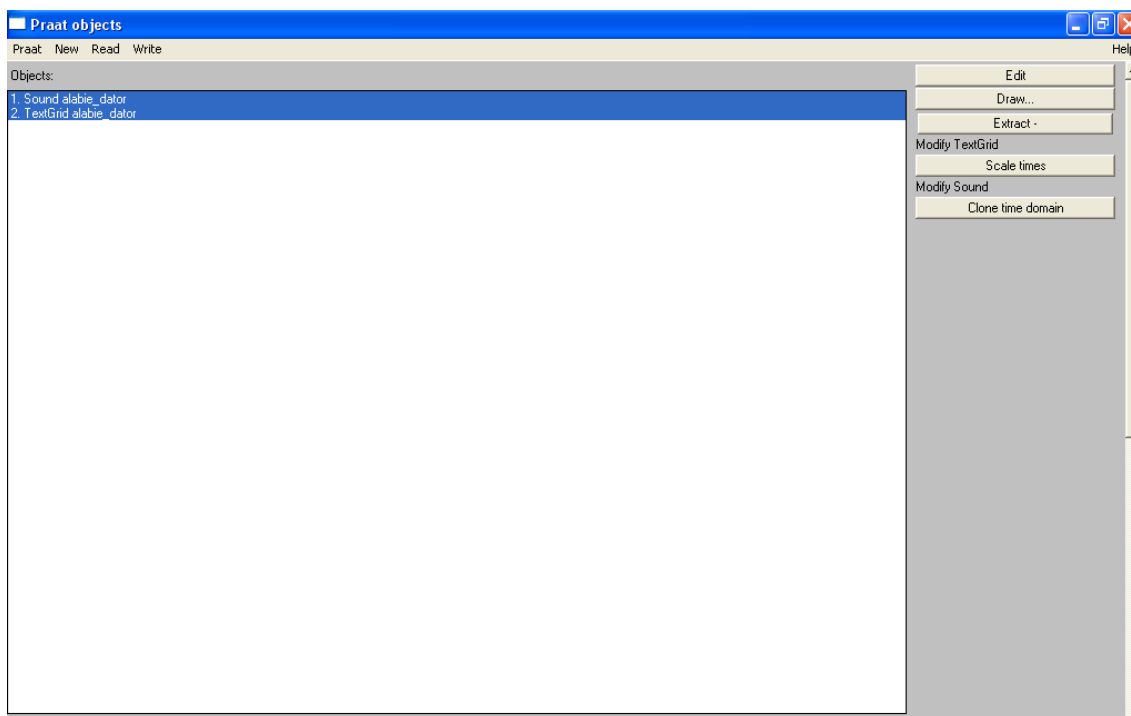 Praat objects
Praat New Read Write Help
Objects:
1. Sound alabie_dator
2. TextGrid alabie_dator
Edit
Draw...
Extract -
Modify TextGrid
Scale times
Modify Sound
Clone time domain